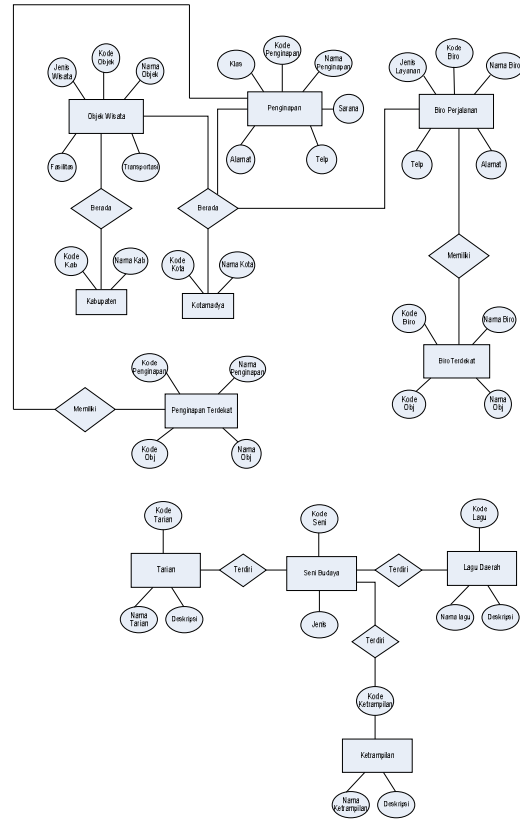 Kode
Objek
Jenis
Wisata
Nama
Objek
Objek Wisata
Fasilitas
Transportasi
Berada
Kode
Kab
Nama Kab
Kabupaten
Klas
Kode
Penginapan
Nama
Penginapan
Penginapan
Sarana
Alamat
Telp
Berada
Kode
Kota
Nama Kota
Kotamadya
Jenis
Layanan
Kode
Biro
Nama Biro
Biro Perjalanan
Telp
Alamat
Memiliki
Kode
Biro
Nama Biro
Biro Terdekat
Kode
Obj
Nama
Obj
Memiliki
Kode
Penginapan
Nama
Penginapan
Penginapan Terdekat
Kode
Obj
Nama
Obj
Kode
Tarian
Tarian
Nama
Tarian
Deskripsi
Terdiri
Kode
Seni
Seni Budaya
Jenis
Terdiri
Kode
Lagu
Lagu Daerah
Nama lagu
Deskripsi
Terdiri
Kode
Ketrampilan
Ketrampilan
Nama
Ketrampilan
Deskripsi